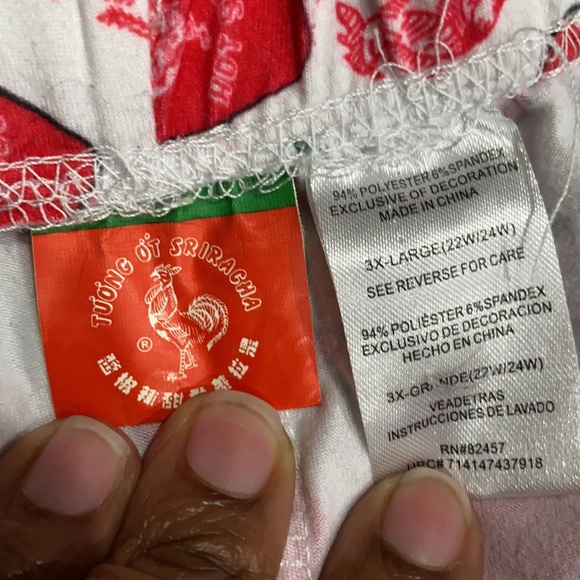 TƯƠNG ỚT SRIRACHA
®
94% POLYESTER 6%SPANDEX
EXCLUSIVE OF DECORATION
MADE IN CHINA
3X-LARGE(22W/24W)
SEE REVERSE FOR CARE
94% POLIÉSTER 6%SPANDEX
EXCLUSIVO DE DECORACION
HECHO EN CHINA
3X-GRANDE(22W/24W)
VEADETRAS
INSTRUCCIONES DE LAVADO
RN#82457
UPC#714147437918